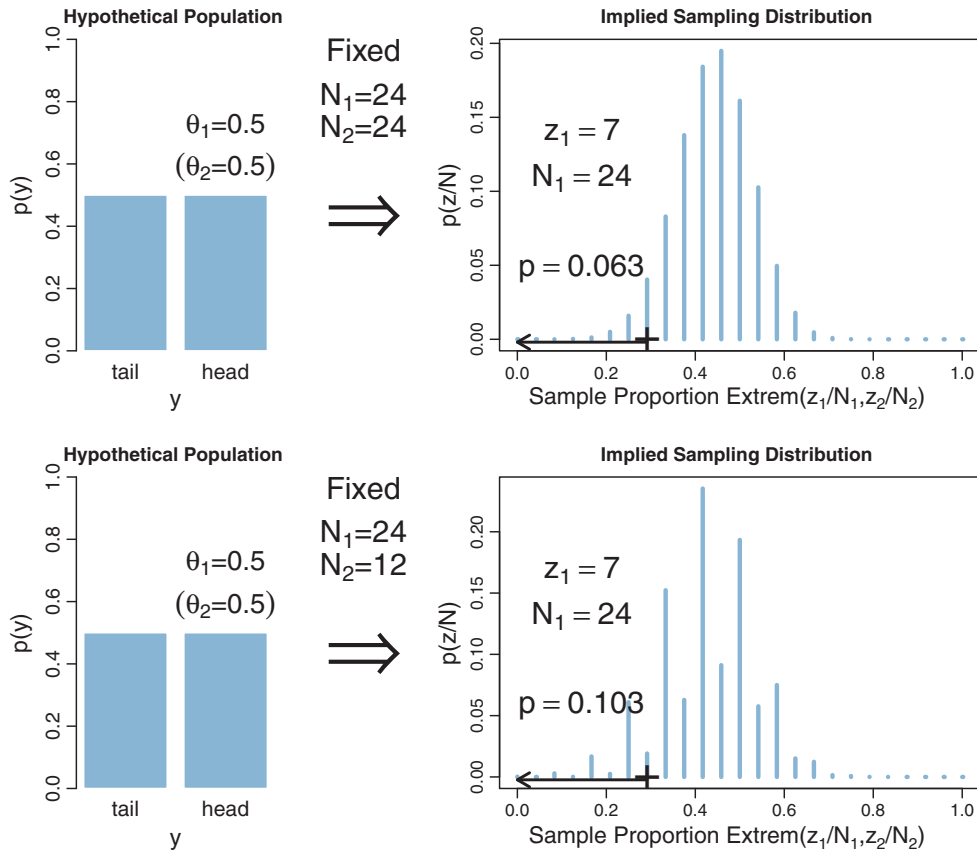 Hypothetical Population
1.0
0.8
0.6
0.4
0.2
0.0
p(y)
θ₁=0.5
(θ₂=0.5)
tail head
y
Fixed
N₁=24
N₂=24
⇒
Implied Sampling Distribution
0.20
0.15
0.10
0.05
0.00
p(z/N)
z₁ = 7
N₁ = 24
p = 0.063
0.0 0.2 0.4 0.6 0.8 1.0
Sample Proportion Extrem(z₁/N₁,z₂/N₂)
Hypothetical Population
1.0
0.8
0.6
0.4
0.2
0.0
p(y)
θ₁=0.5
(θ₂=0.5)
tail head
y
Fixed
N₁=24
N₂=12
⇒
Implied Sampling Distribution
0.20
0.15
0.10
0.05
0.00
p(z/N)
z₁ = 7
N₁ = 24
p = 0.103
0.0 0.2 0.4 0.6 0.8 1.0
Sample Proportion Extrem(z₁/N₁,z₂/N₂)